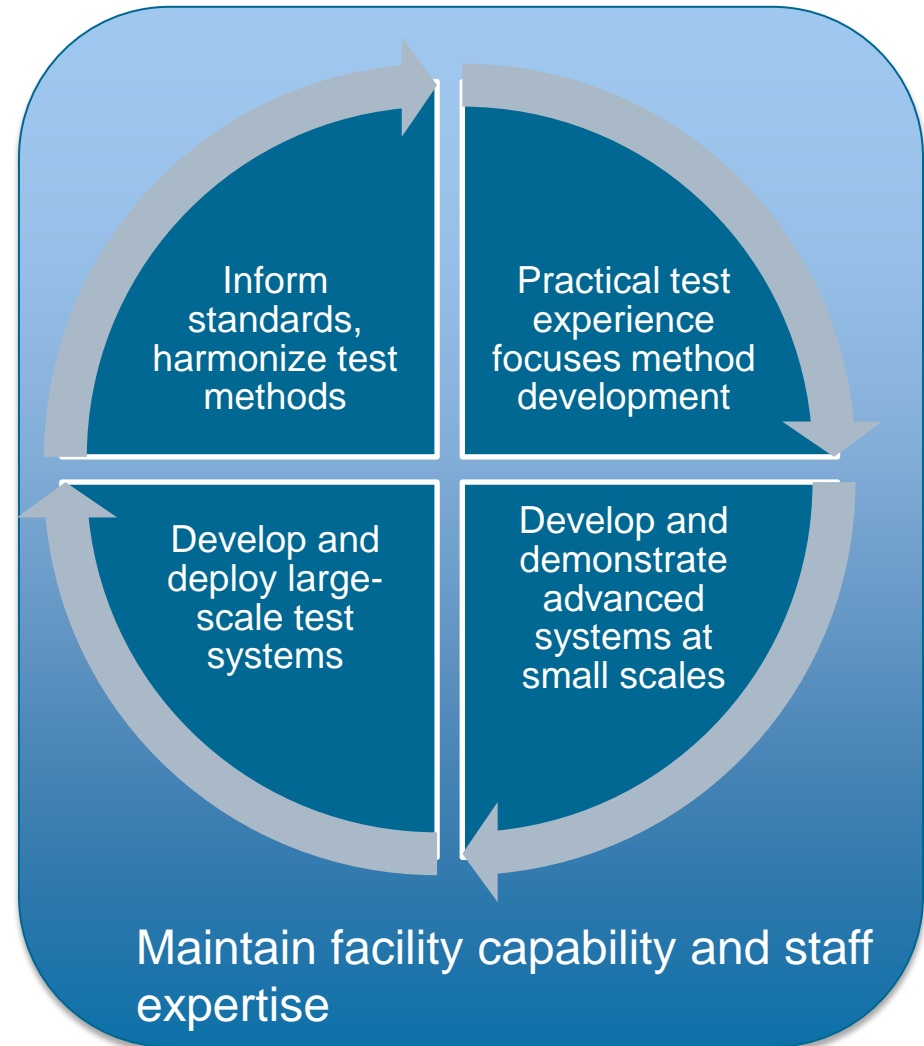 Inform
standards,
harmonize test
methods
Practical test
experience
focuses method
development
Develop and
deploy large-
scale test
systems
Develop and
demonstrate
advanced
systems at
small scales
Maintain facility capability and staff
expertise